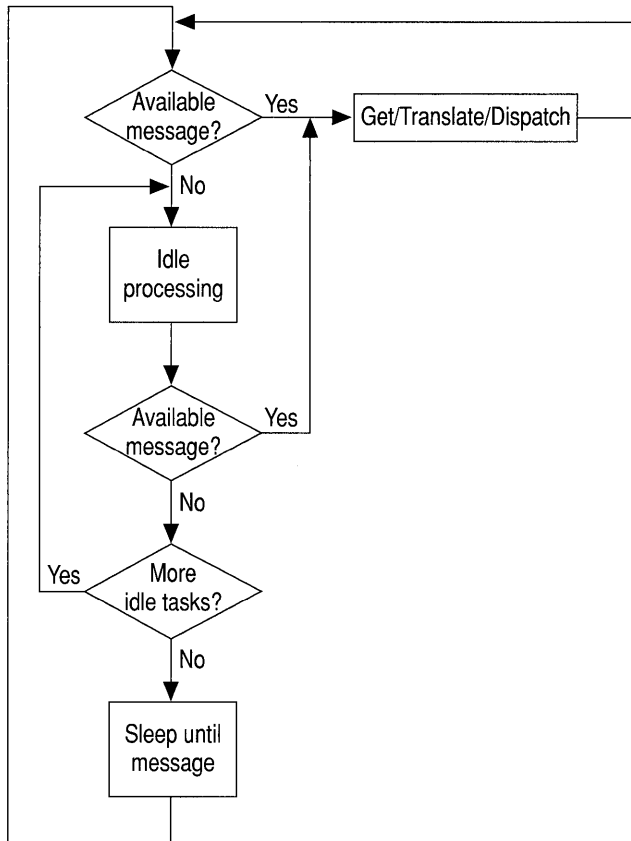 Available
message?
Yes
Get/Translate/Dispatch
No
Idle
processing
Available
message?
Yes
No
More
idle tasks?
Yes
No
Sleep until
message